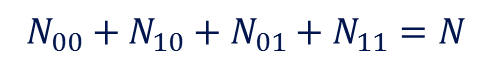 N₀₀ + N₁₀ + N₀₁ + N₁₁ = N